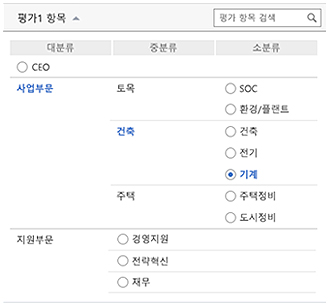 평가1 항목
평가 항목 검색
대분류 중분류 소분류
CEO
사업부문 토목 SOC
환경/플랜트
건축 건축
전기
기계
주택 주택정비
도시정비
지원부문 경영지원
전략혁신
재무